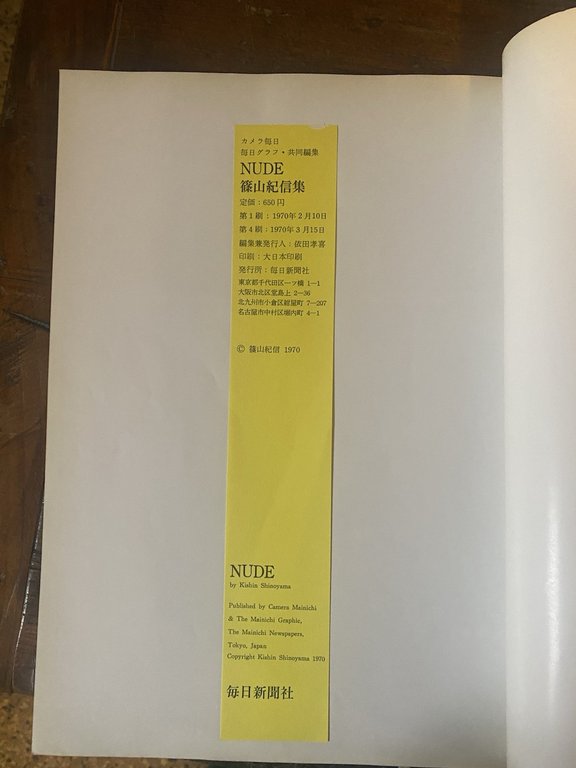 カメラ毎日
毎日グラフ・共同編集
NUDE
篠山紀信集
定価：650円
第1刷：1970年2月10日
第4刷：1970年3月15日
編集兼発行人：依田孝喜
印刷：大日本印刷
発行所：毎日新聞社
東京都千代田区一ツ橋 1—1
大阪市北区堂島上 2—36
北九州市小倉区紺屋町 7—207
名古屋市中村区堀内町 4—1
© 篠山紀信 1970
NUDE
by Kishin Shinoyama
Published by Camera Mainichi
& The Mainichi Graphic,
The Mainichi Newspapers,
Tokyo, Japan
Copyright Kishin Shinoyama 1970
毎日新聞社